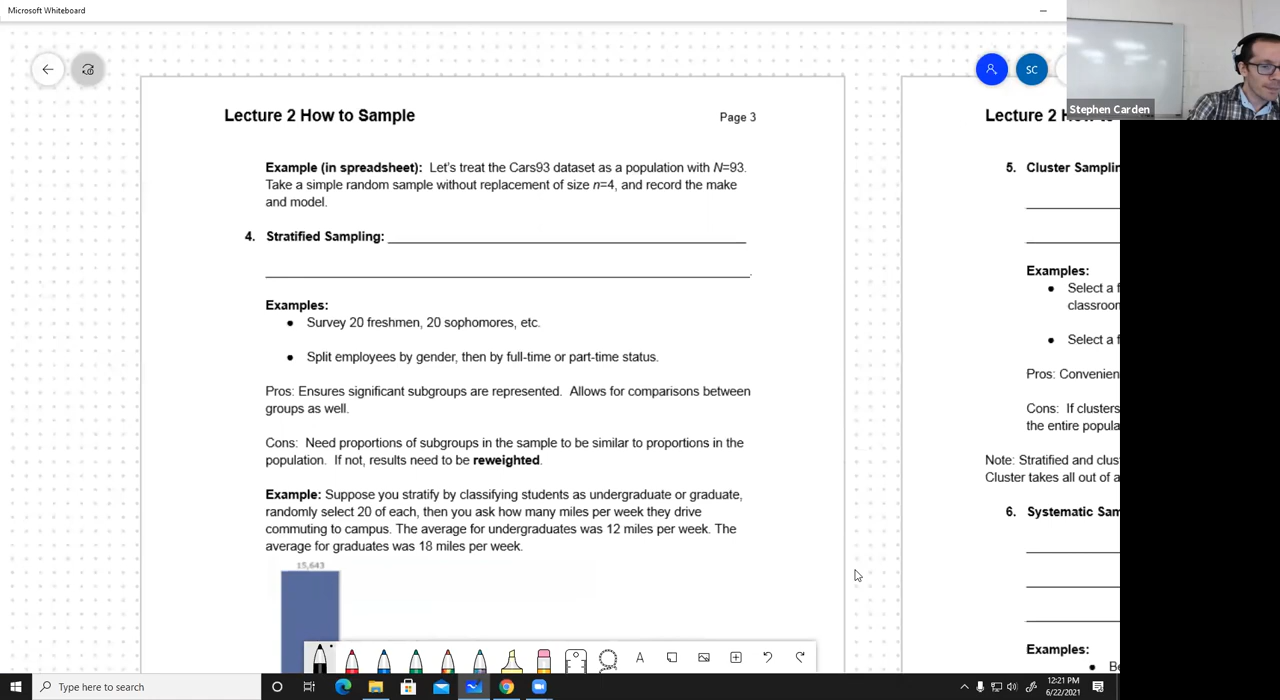 Microsoft Whiteboard
SC
Stephen Carden
Lecture 2 How to Sample
Page 3
Example (in spreadsheet): Let's treat the Cars93 dataset as a population with N=93.
Take a simple random sample without replacement of size n=4, and record the make
and model.
4. Stratified Sampling:
Examples:
• Survey 20 freshmen, 20 sophomores, etc.
• Split employees by gender, then by full-time or part-time status.
Pros: Ensures significant subgroups are represented. Allows for comparisons between
groups as well.
Cons: Need proportions of subgroups in the sample to be similar to proportions in the
population. If not, results need to be reweighted.
Example: Suppose you stratify by classifying students as undergraduate or graduate,
randomly select 20 of each, then you ask how many miles per week they drive
commuting to campus. The average for undergraduates was 12 miles per week. The
average for graduates was 18 miles per week.
15,643
Lecture 2
5. Cluster
Examples:
• Select a
• Select a
Pros:
Cons: If clusters
the entire
Note: Stratified and
Cluster takes all out of a
6. Systematic
Examples:
•
A
Type here to search
12:21 PM
6/22/2021